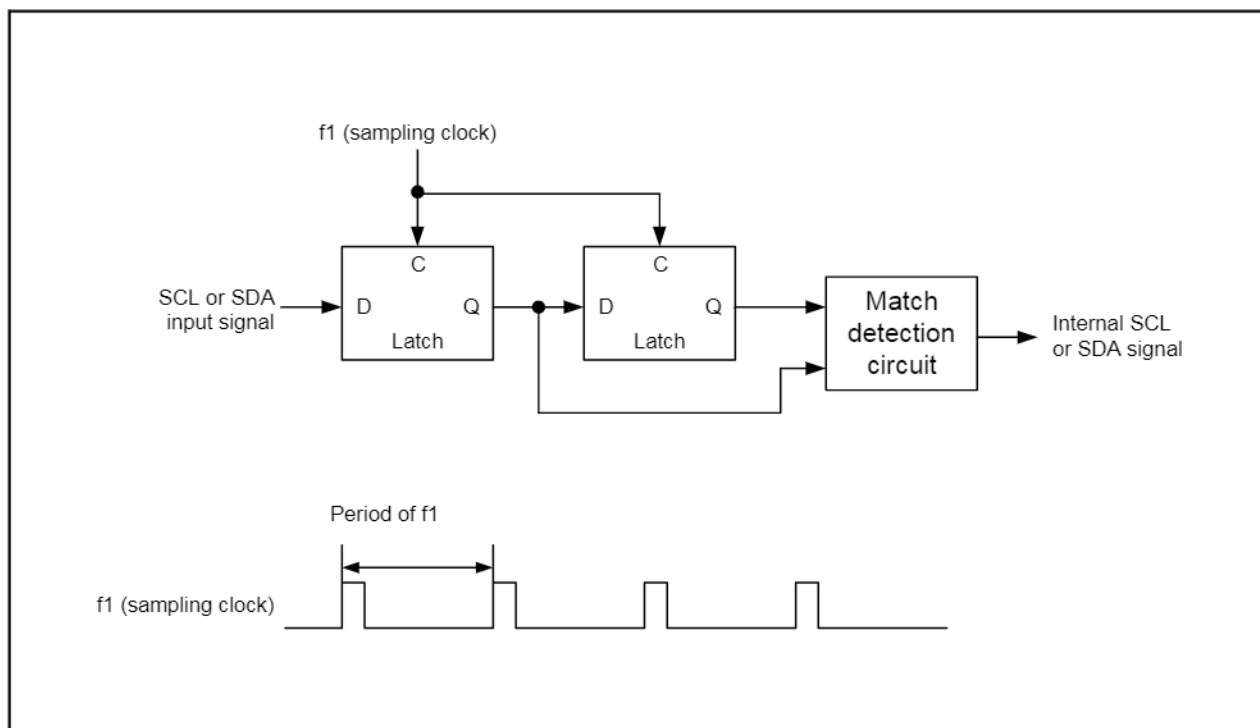 f1 (sampling clock)
C
C
SCL or SDA
input signal
D
Q
D
Q
Latch
Latch
Match
detection
circuit
Internal SCL
or SDA signal
Period of f1
f1 (sampling clock)